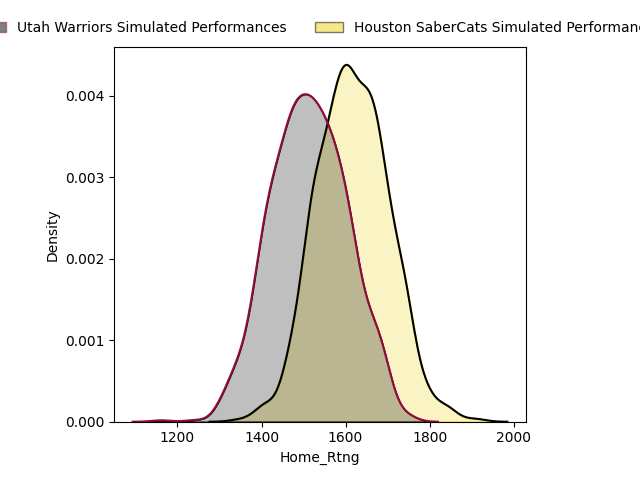 Utah Warriors Simulated Performances
Houston SaberCats Simulated
0.004
0.003
0.002
0.001
0.000
Density
1200 1400 1600 1800 2000
Home_Rtng